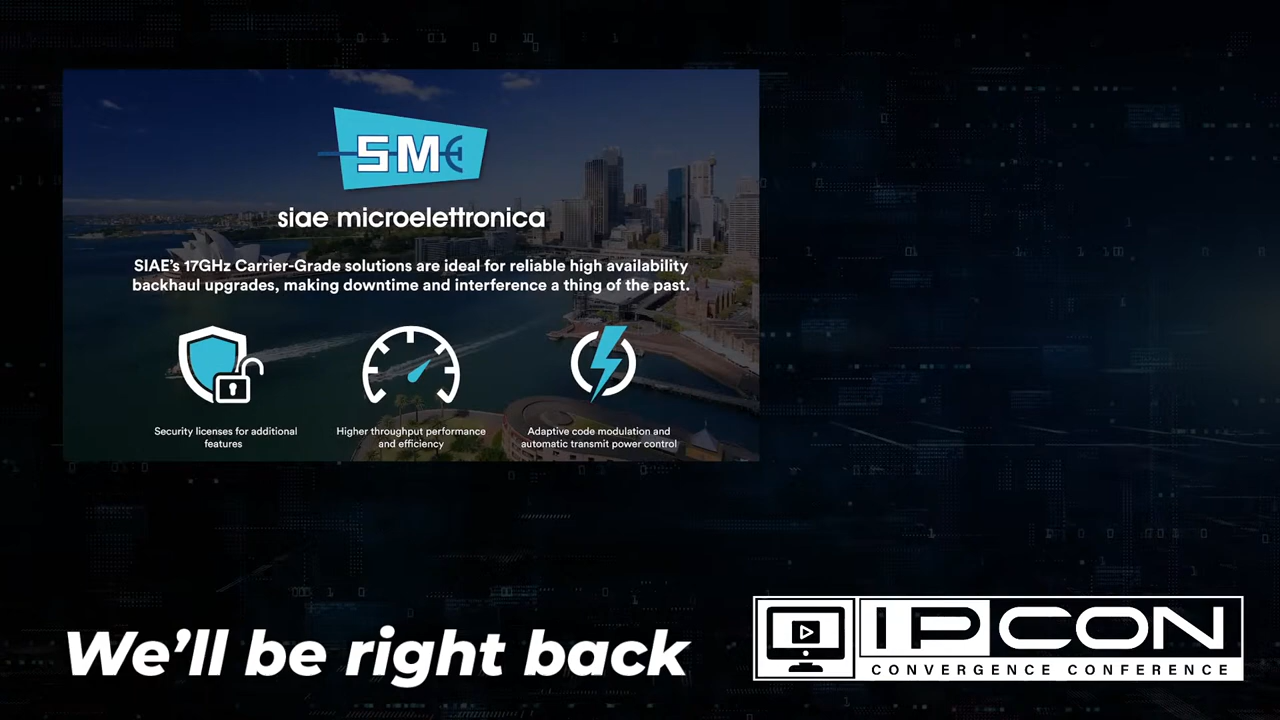 SM
siae microelettronica
SIAE's 17GHz Carrier-Grade solutions are ideal for reliable high availability
backhaul upgrades, making downtime and interference a thing of the past.
Security licenses for additional
features
Higher throughput performance
and efficiency
Adaptive code modulation and
automatic transmit power control
We'll be right back
IPCON
CONVERGENCE CONFERENCE